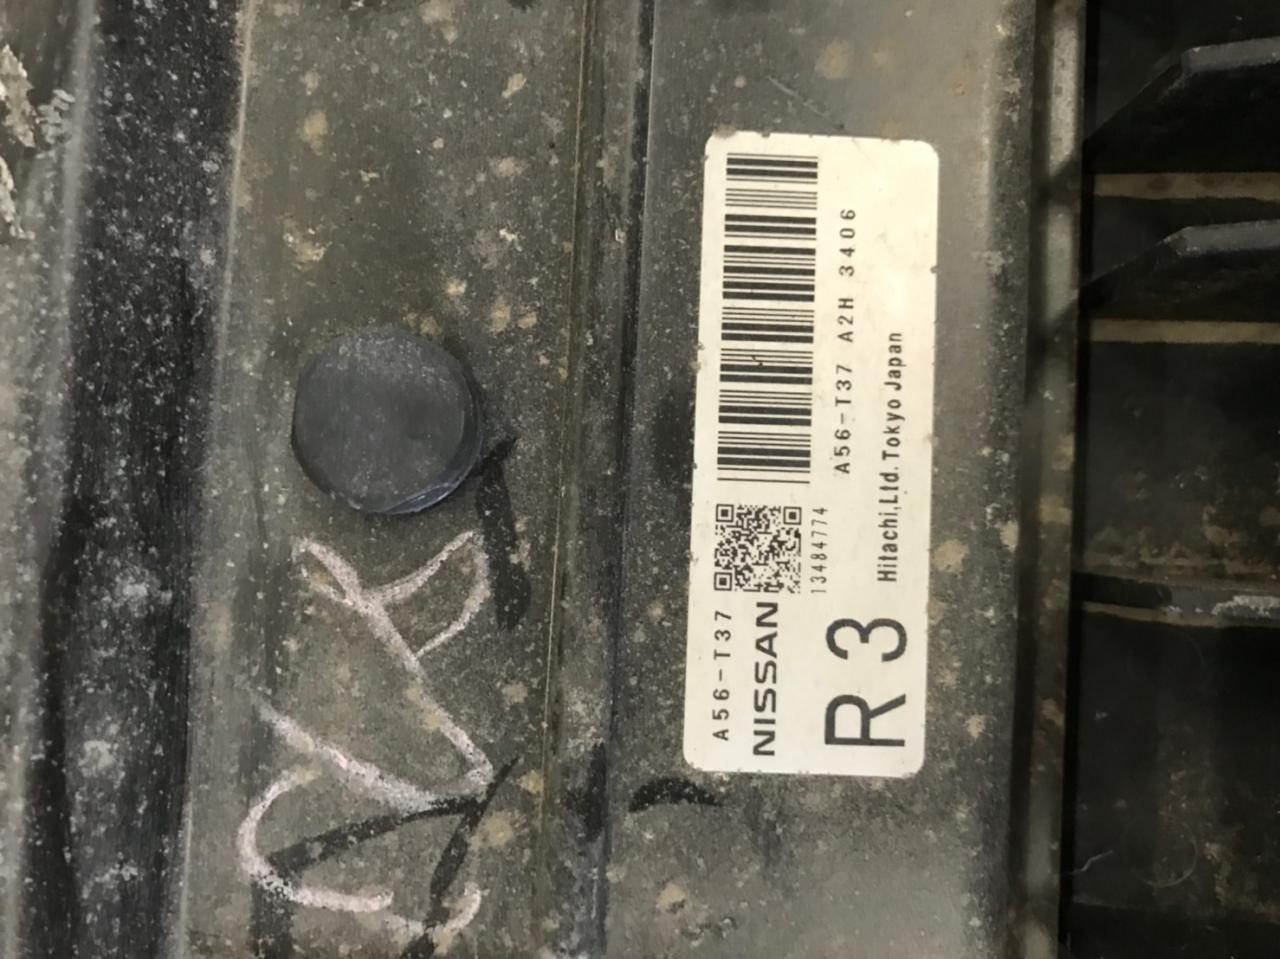 A56-T37
NISSAN
R3
13484774
A56-T37 A2H 3406
Hitachi,Ltd.Tokyo Japan